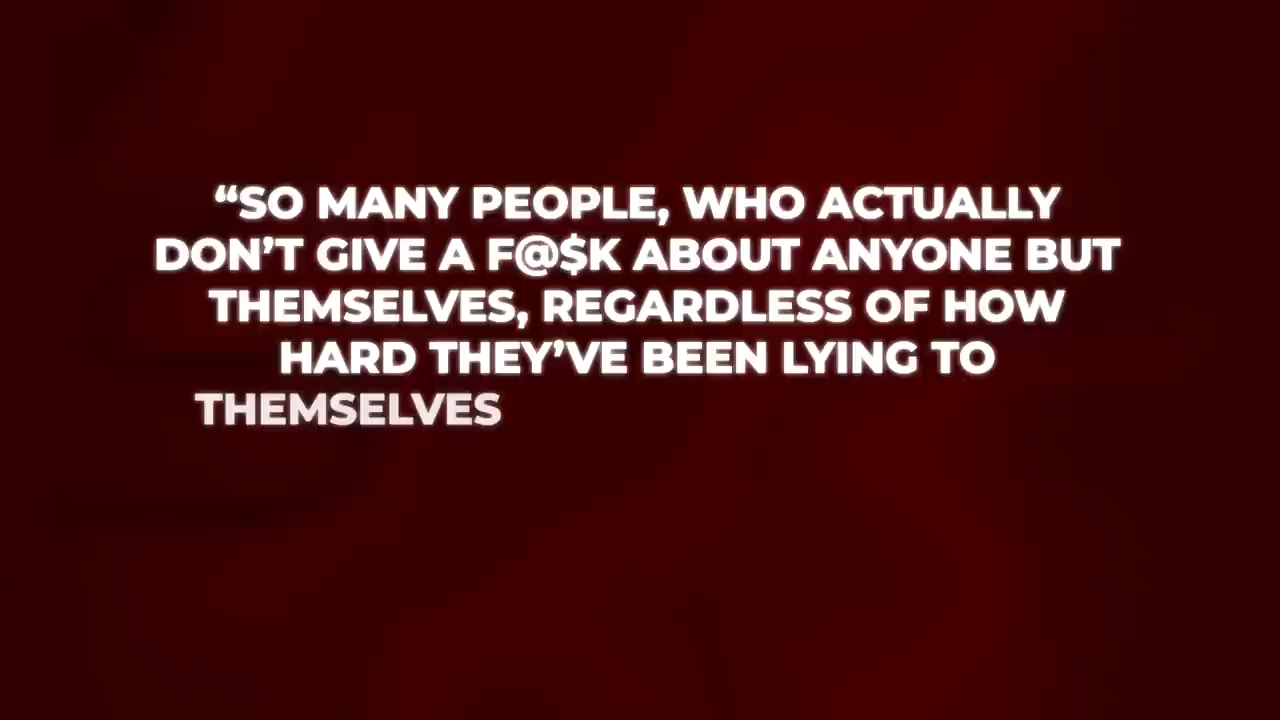 “SO MANY PEOPLE, WHO ACTUALLY
DON’T GIVE A F@$K ABOUT ANYONE BUT
THEMSELVES, REGARDLESS OF HOW
HARD THEY’VE BEEN LYING TO
THEMSELVES